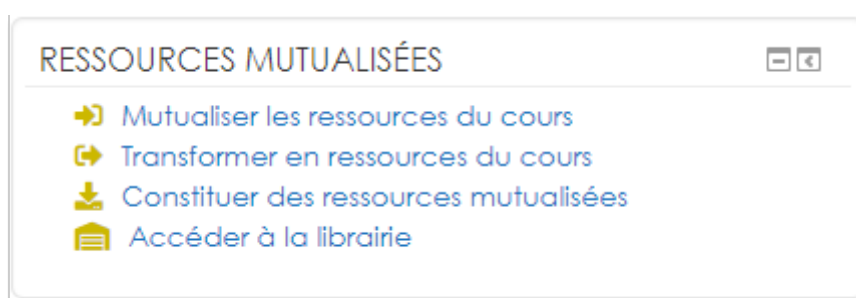 RESSOURCES MUTUALISÉES
Mutualiser les ressources du cours
Transformer en ressources du cours
Constituer des ressources mutualisées
Accéder à la librairie